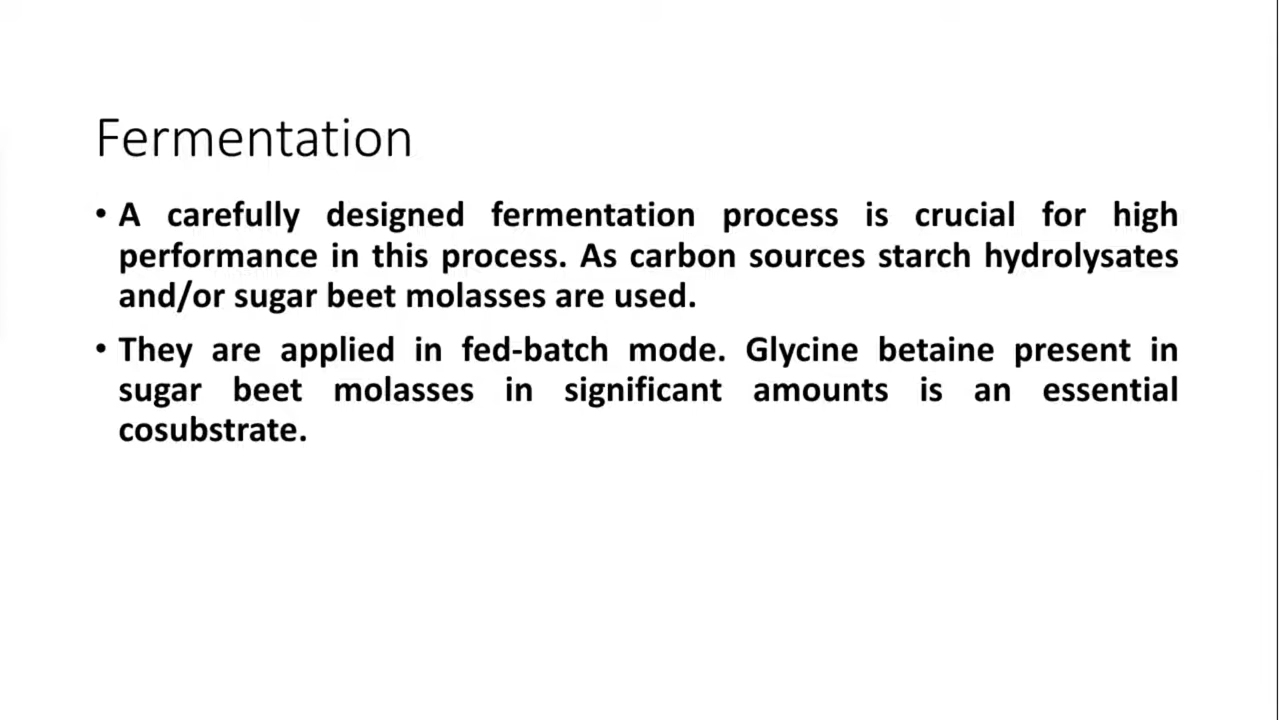 Fermentation
• A carefully designed fermentation process is crucial for high
performance in this process. As carbon sources starch hydrolysates
and/or sugar beet molasses are used.
• They are applied in fed-batch mode. Glycine betaine present in
sugar beet molasses in significant amounts is an essential
cosubstrate.